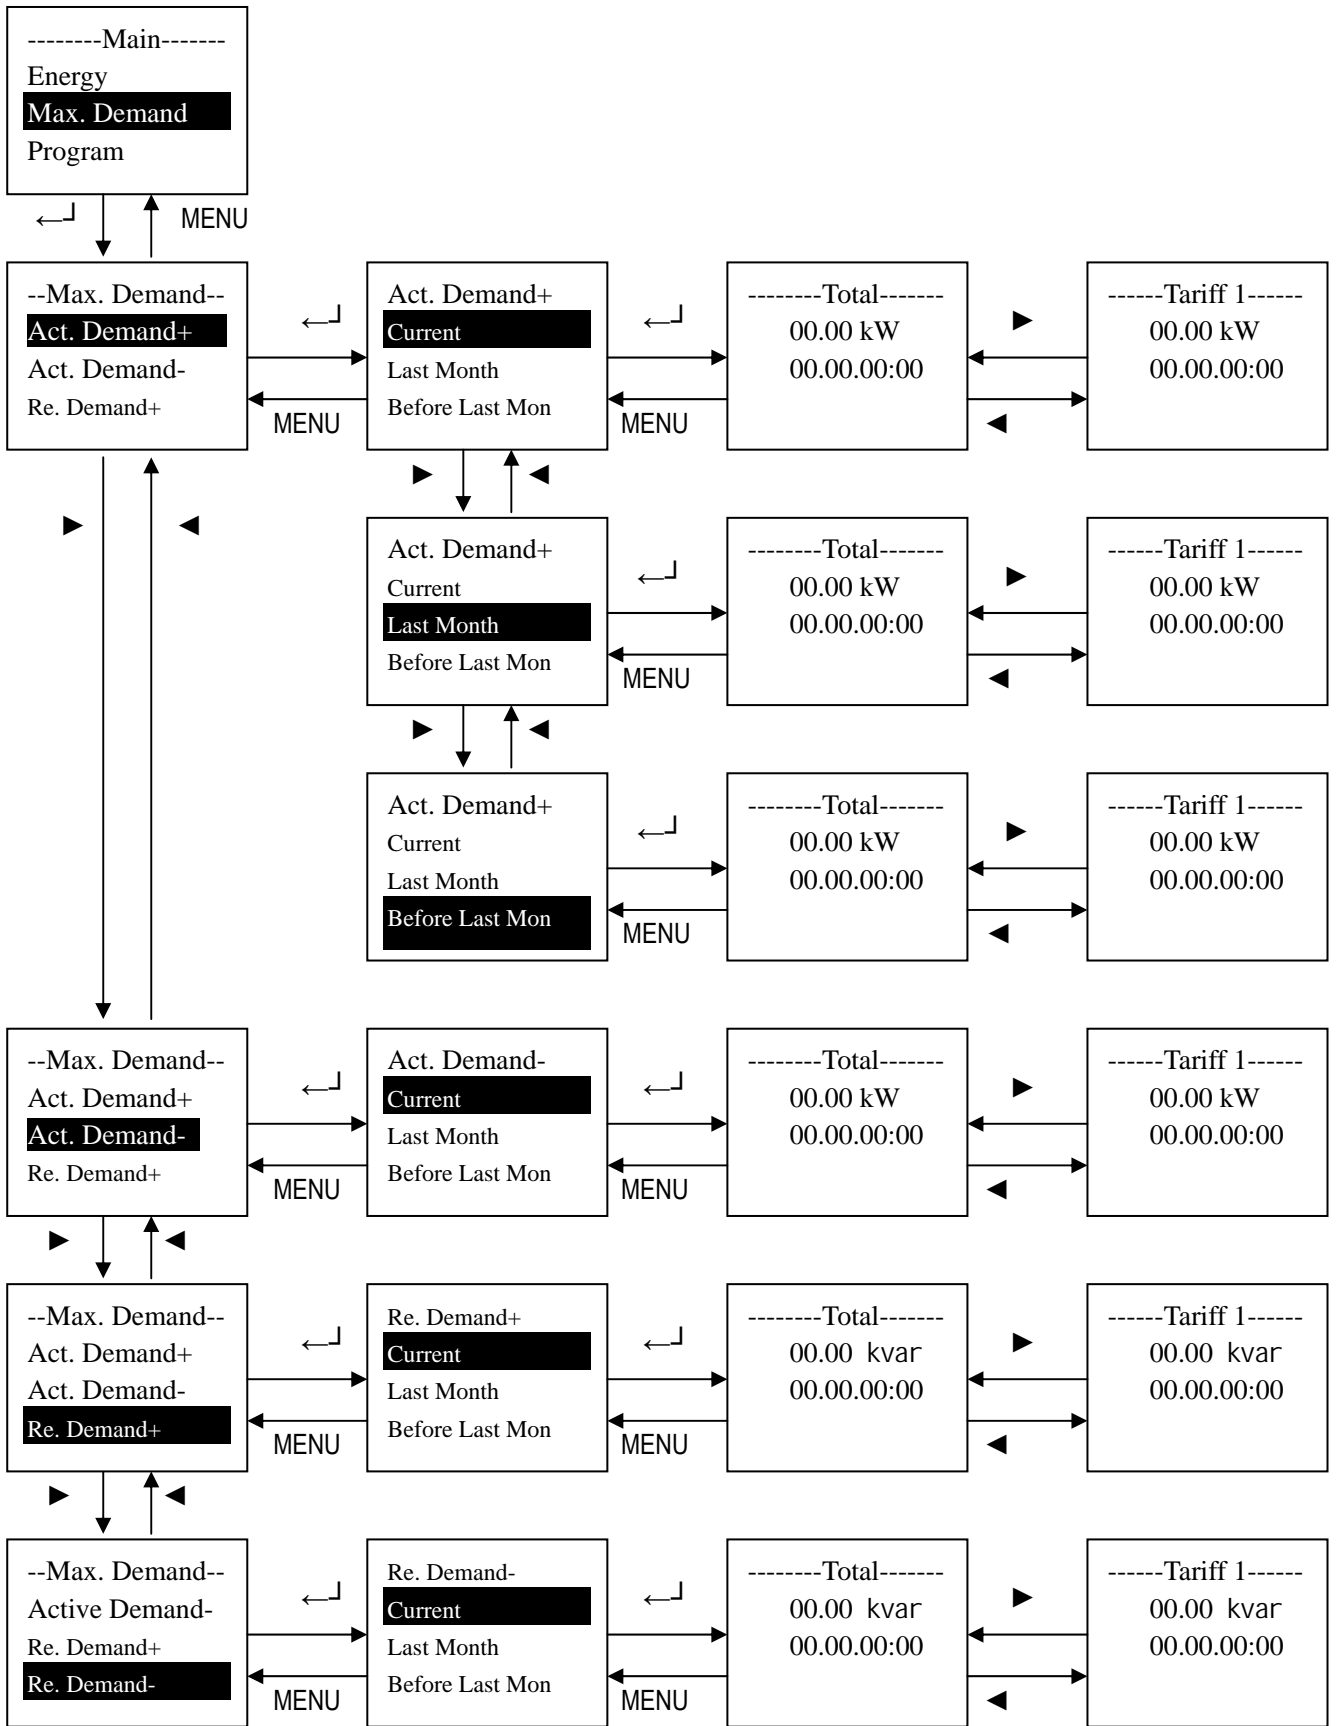 --------Main-------
Energy
Max. Demand
Program
←┘
MENU
--Max. Demand--
Act. Demand+
Act. Demand-
Re. Demand+
←┘
MENU
Act. Demand+
Current
Last Month
Before Last Mon
←┘
MENU
--------Total-------
00.00 kW
00.00.00:00
►
◄
------Tariff 1------
00.00 kW
00.00.00:00
►
◄
►
◄
Act. Demand+
Current
Last Month
Before Last Mon
←┘
MENU
--------Total-------
00.00 kW
00.00.00:00
►
◄
------Tariff 1------
00.00 kW
00.00.00:00
►
◄
Act. Demand+
Current
Last Month
Before Last Mon
←┘
MENU
--------Total-------
00.00 kW
00.00.00:00
►
◄
------Tariff 1------
00.00 kW
00.00.00:00
--Max. Demand--
Act. Demand+
Act. Demand-
Re. Demand+
←┘
MENU
Act. Demand-
Current
Last Month
Before Last Mon
←┘
MENU
--------Total-------
00.00 kW
00.00.00:00
►
◄
------Tariff 1------
00.00 kW
00.00.00:00
►
◄
--Max. Demand--
Act. Demand+
Act. Demand-
Re. Demand+
←┘
MENU
Re. Demand+
Current
Last Month
Before Last Mon
←┘
MENU
--------Total-------
00.00 kvar
00.00.00:00
►
◄
------Tariff 1------
00.00 kvar
00.00.00:00
►
◄
--Max. Demand--
Active Demand-
Re. Demand+
Re. Demand-
←┘
MENU
Re. Demand-
Current
Last Month
Before Last Mon
←┘
MENU
--------Total-------
00.00 kvar
00.00.00:00
►
◄
------Tariff 1------
00.00 kvar
00.00.00:00